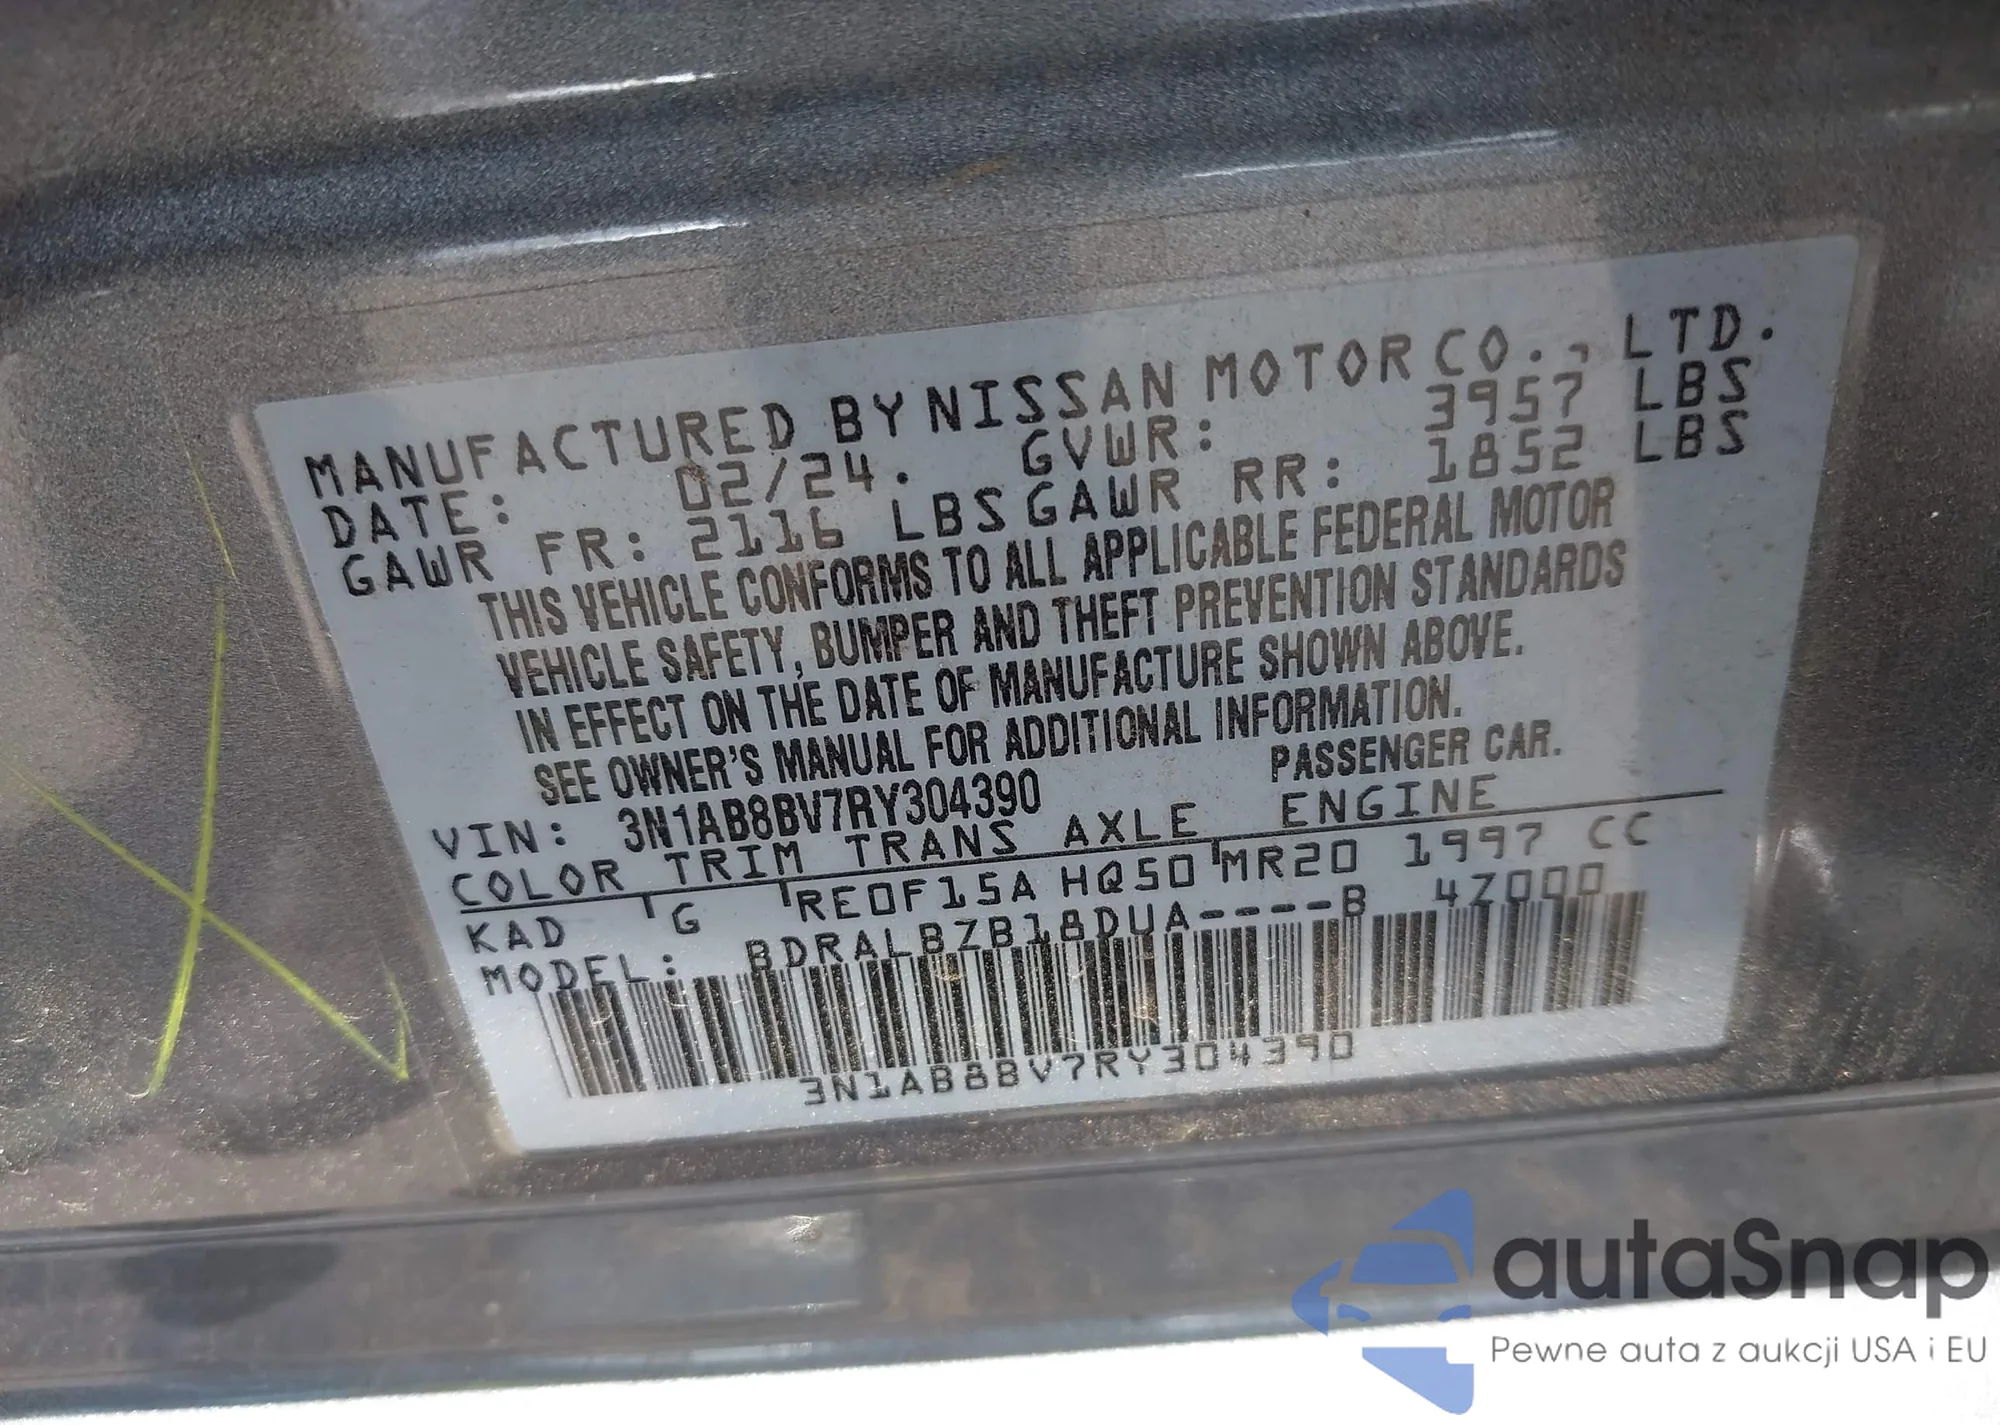 MANUFACTURED BY NISSAN MOTOR CO., LTD.
DATE: 02/24. GVWR: 3957 LBS
GAWR FR: 2116 LBS GAWR RR: 1852 LBS
THIS VEHICLE CONFORMS TO ALL APPLICABLE FEDERAL MOTOR
VEHICLE SAFETY, BUMPER AND THEFT PREVENTION STANDARDS
IN EFFECT ON THE DATE OF MANUFACTURE SHOWN ABOVE.
SEE OWNER'S MANUAL FOR ADDITIONAL INFORMATION.
VIN: 3N1AB8BV7RY304390 PASSENGER CAR.
COLOR TRIM TRANS AXLE ENGINE
KAD G RE0F15A HQ50 MR20 1997 CC
MODEL: BDRALBZB18DUA----B 4Z000
3N1AB8BV7RY304390
autaSnap
Pewne auta z aukcji USA i EU